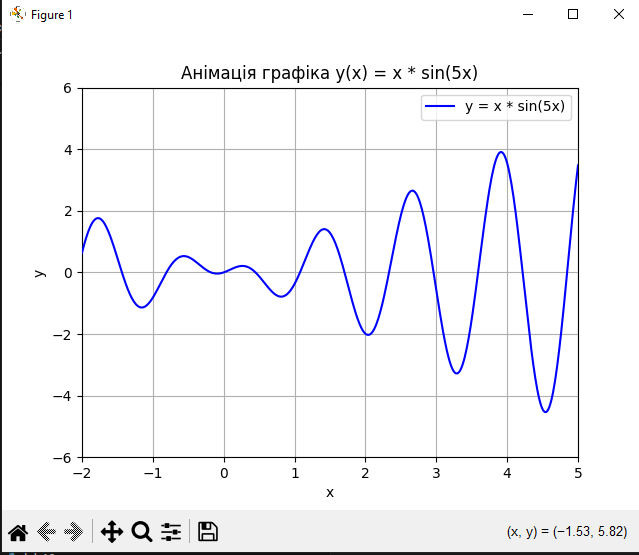 Figure 1
Анімація графіка y(x) = x * sin(5x)
y = x * sin(5x)
6
4
2
0
−2
−4
−6
y
−2 −1 0 1 2 3 4 5
x
(x, y) = (−1.53, 5.82)